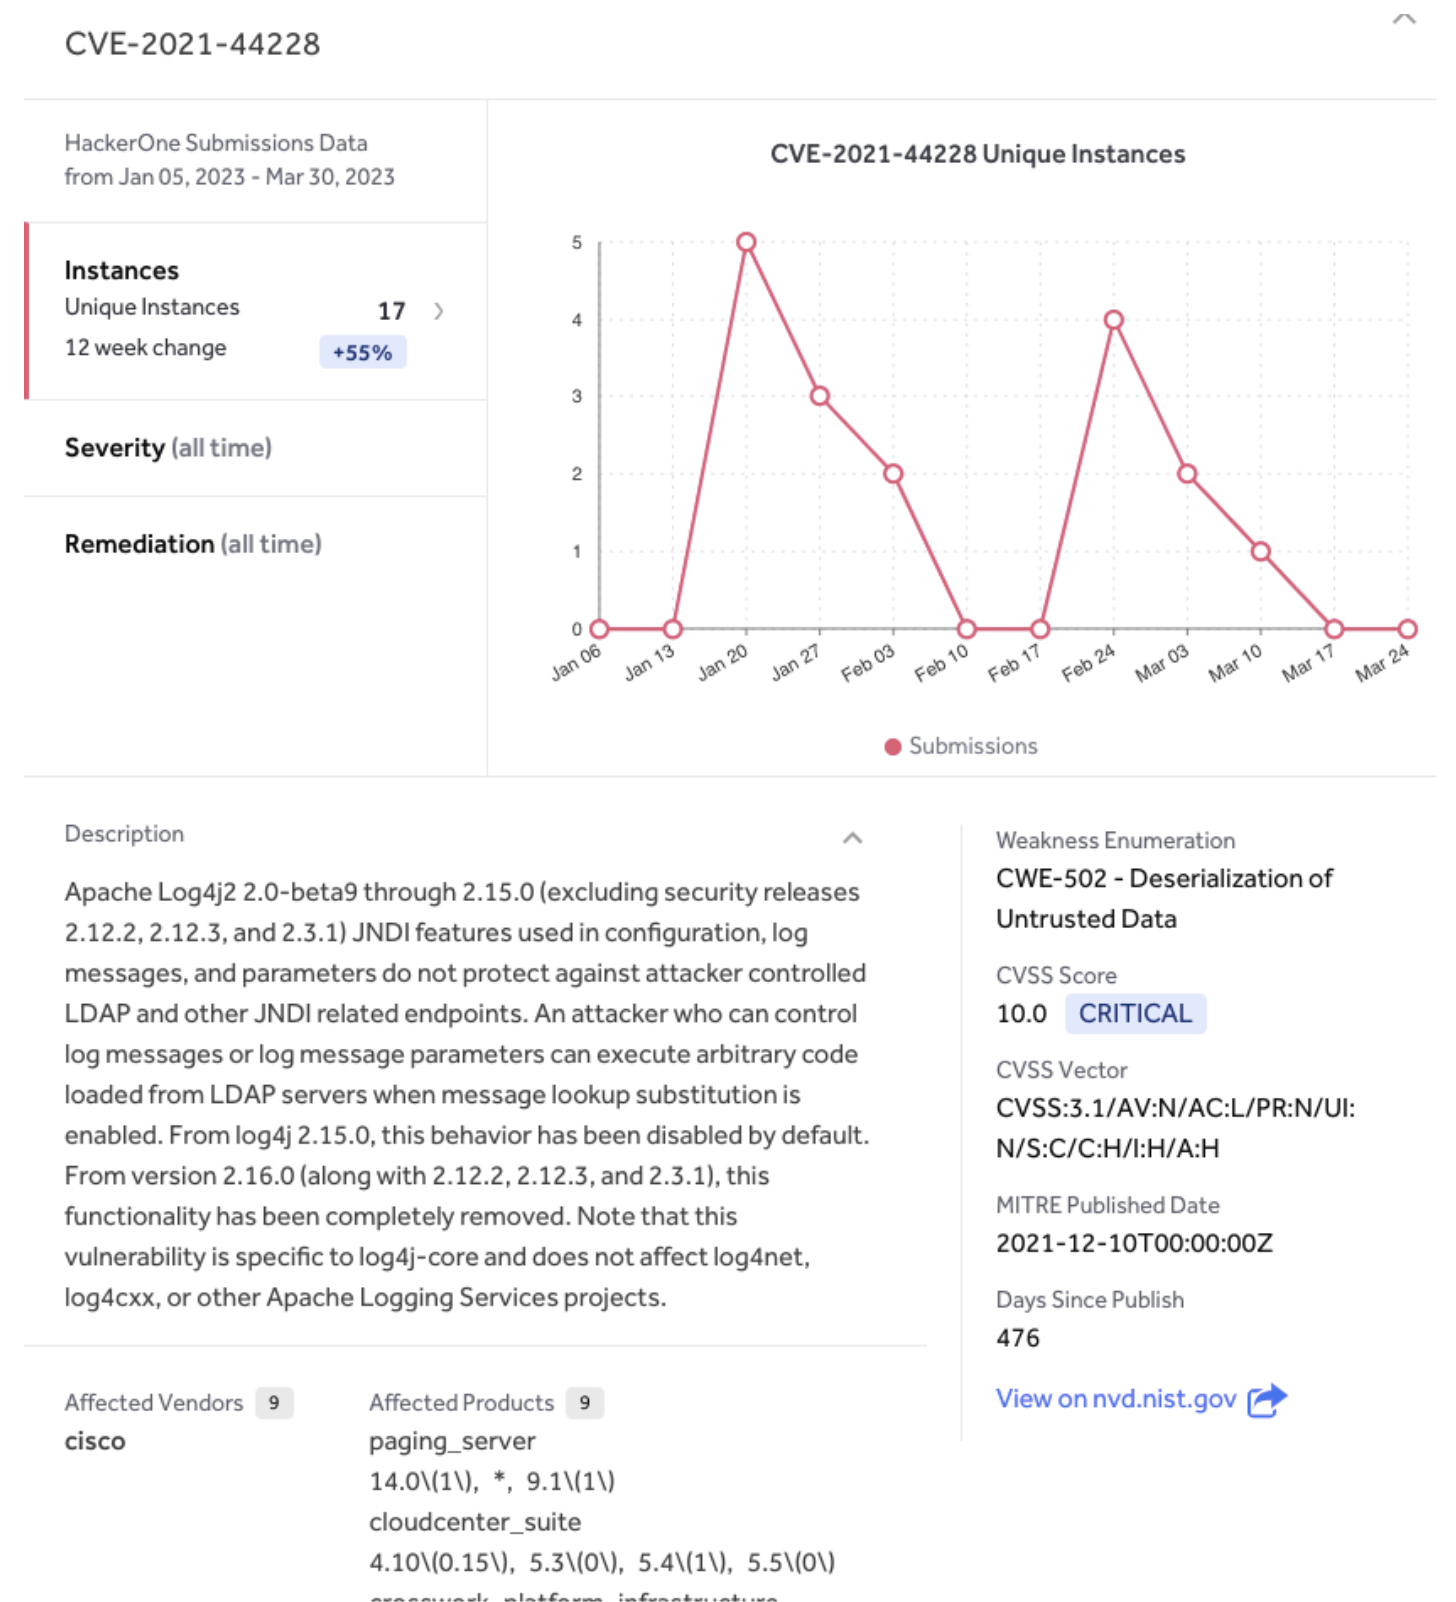 CVE-2021-44228
HackerOne Submissions Data
from Jan 05, 2023 - Mar 30, 2023
Instances
Unique Instances 17
12 week change +55%
Severity (all time)
Remediation (all time)
CVE-2021-44228 Unique Instances
5
4
3
2
1
0
Jan 06 Jan 13 Jan 20 Jan 27 Feb 03 Feb 10 Feb 17 Feb 24 Mar 03 Mar 10 Mar 17 Mar 24
Submissions
Description
Apache Log4j2 2.0-beta9 through 2.15.0 (excluding security releases
2.12.2, 2.12.3, and 2.3.1) JNDI features used in configuration, log
messages, and parameters do not protect against attacker controlled
LDAP and other JNDI related endpoints. An attacker who can control
log messages or log message parameters can execute arbitrary code
loaded from LDAP servers when message lookup substitution is
enabled. From log4j 2.15.0, this behavior has been disabled by default.
From version 2.16.0 (along with 2.12.2, 2.12.3, and 2.3.1), this
functionality has been completely removed. Note that this
vulnerability is specific to log4j-core and does not affect log4net,
log4cxx, or other Apache Logging Services projects.
Affected Vendors 9
cisco
Affected Products 9
paging_server
14.0\(1\), *, 9.1\(1\)
cloudcenter_suite
4.10\(0.15\), 5.3\(0\), 5.4\(1\), 5.5\(0\)
crosswork_platform_infrastructure
Weakness Enumeration
CWE-502 - Deserialization of
Untrusted Data
CVSS Score
10.0 CRITICAL
CVSS Vector
CVSS:3.1/AV:N/AC:L/PR:N/UI:
N/S:C/C:H/I:H/A:H
MITRE Published Date
2021-12-10T00:00:00Z
Days Since Publish
476
View on nvd.nist.gov